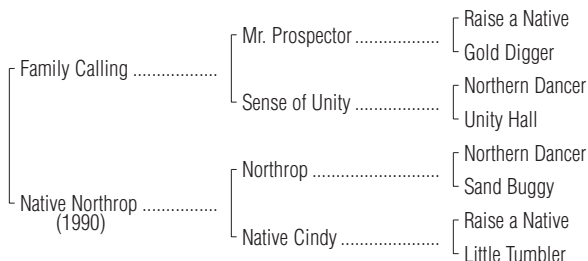 Raise a Native
Mr. Prospector ..................
Gold Digger
Family Calling ..................
Northern Dancer
Sense of Unity ..................
Unity Hall
Northern Dancer
Northrop ...........................
Sand Buggy
Native Northrop ................
(1990)
Raise a Native
Native Cindy .....................
Little Tumbler